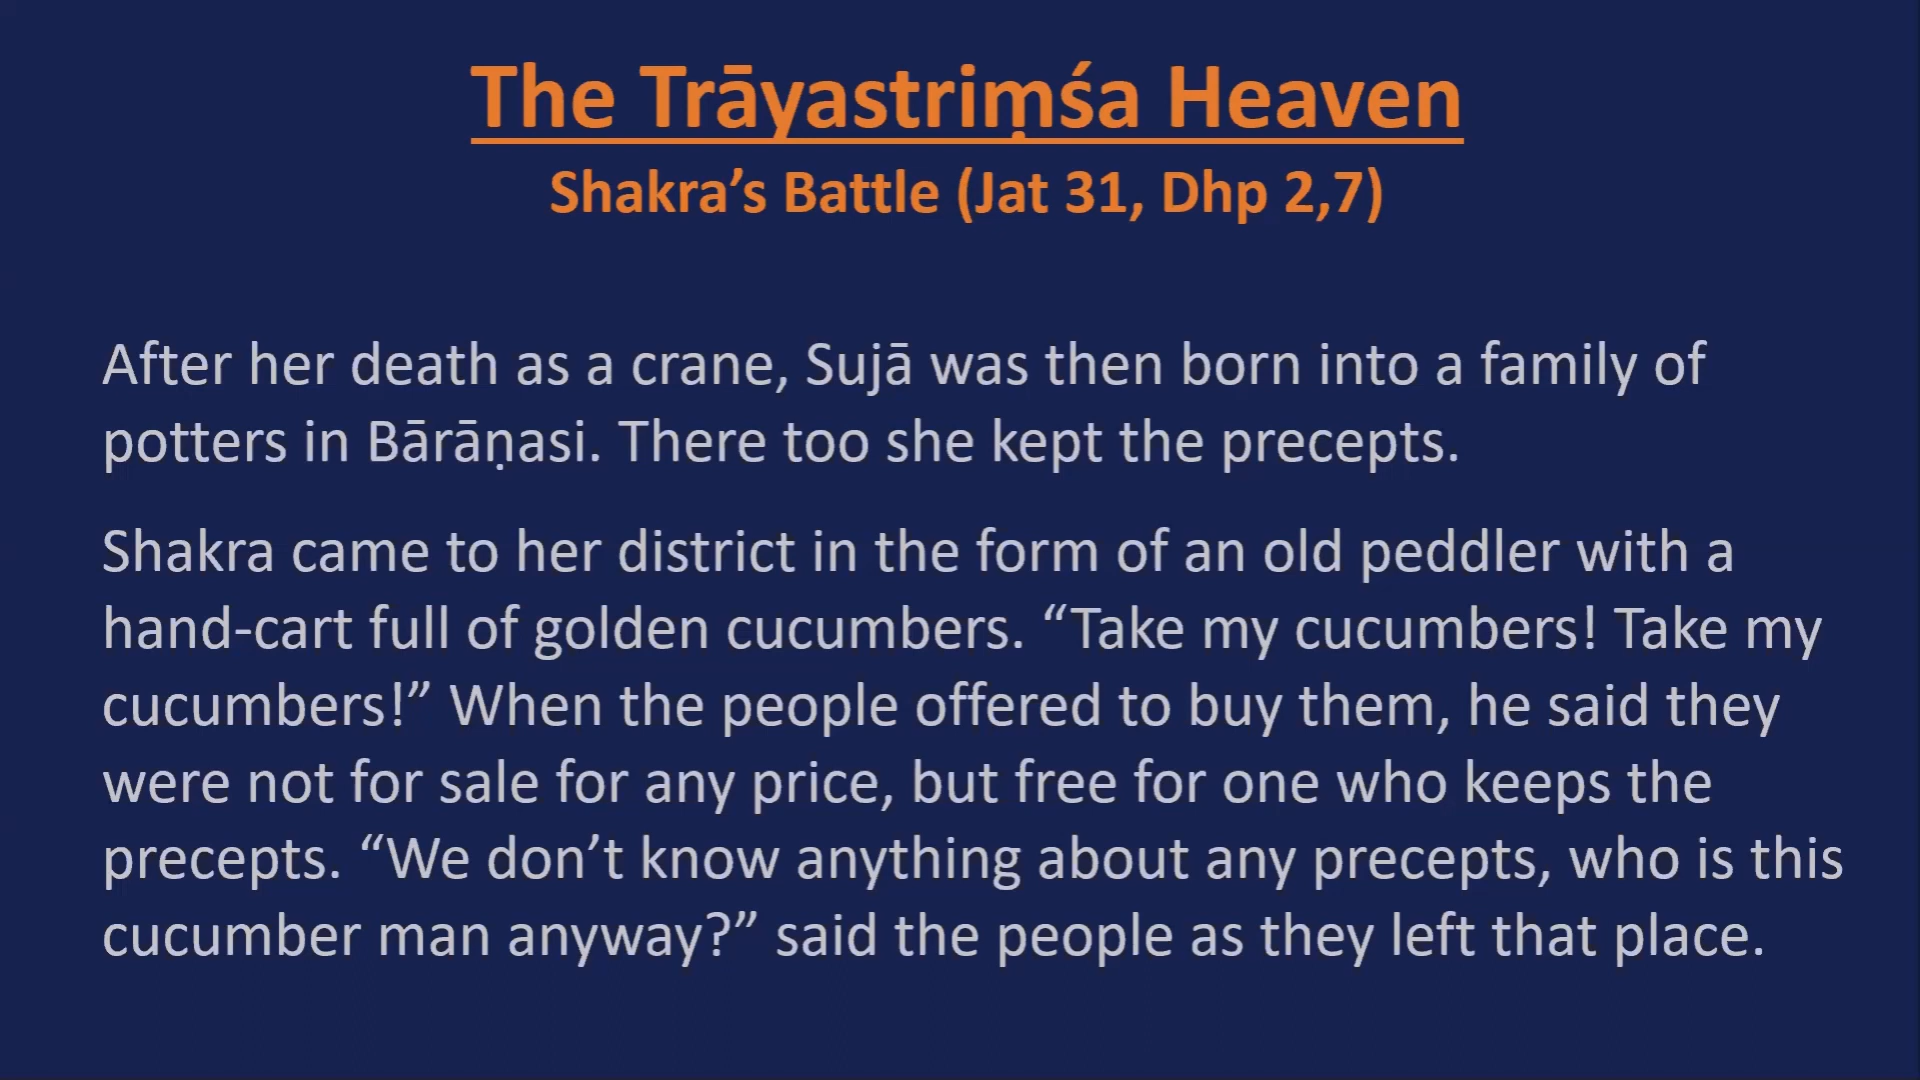 The Trāyastriṃśa Heaven
Shakra’s Battle (Jat 31, Dhp 2,7)
After her death as a crane, Sujā was then born into a family of
potters in Bārāṇasi. There too she kept the precepts.
Shakra came to her district in the form of an old peddler with a
hand-cart full of golden cucumbers. “Take my cucumbers! Take my
cucumbers!” When the people offered to buy them, he said they
were not for sale for any price, but free for one who keeps the
precepts. “We don’t know anything about any precepts, who is this
cucumber man anyway?” said the people as they left that place.